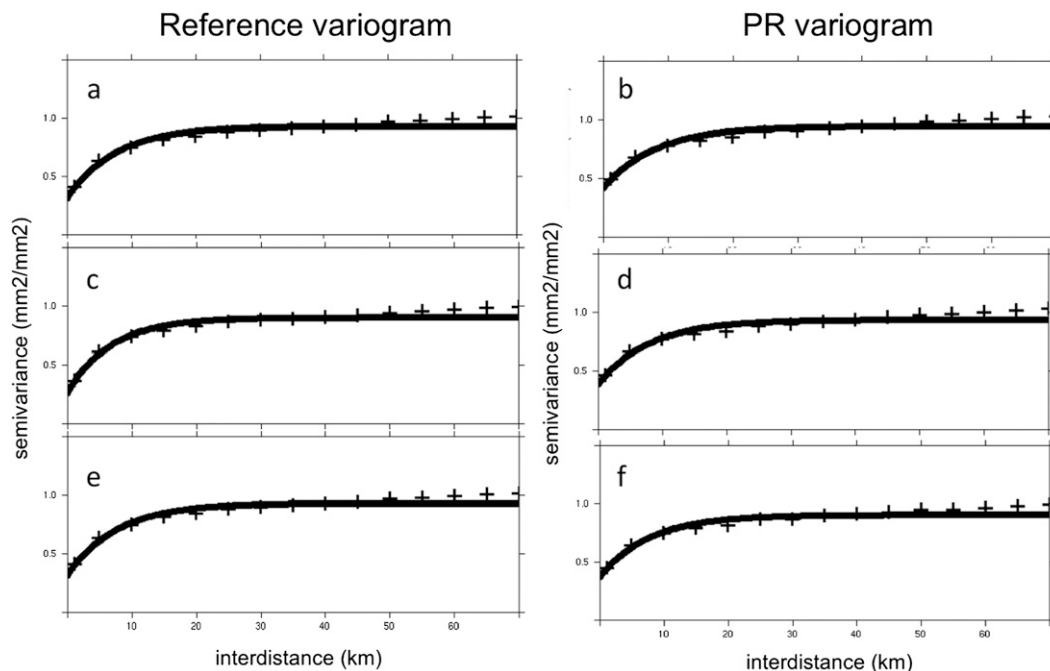 Reference variogram
PR variogram
a
1.0
0.5
b
1.0
0.5
c
1.0
0.5
d
1.0
0.5
e
1.0
0.5
f
1.0
0.5
semivariance (mm2/mm2)
semivariance (mm2/mm2)
10 20 30 40 50 60
10 20 30 40 50 60
interdistance (km)
interdistance (km)